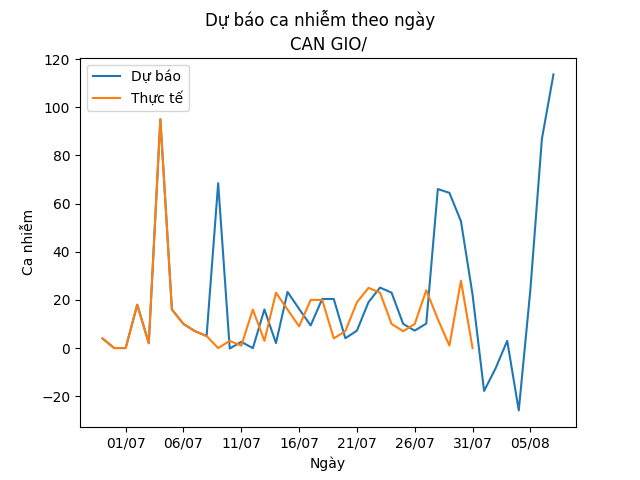 Dự báo ca nhiễm theo ngày
CAN GIO/
Dự báo
Thực tế
120
100
80
60
40
20
0
−20
Ca nhiễm
01/07 06/07 11/07 16/07 21/07 26/07 31/07 05/08
Ngày